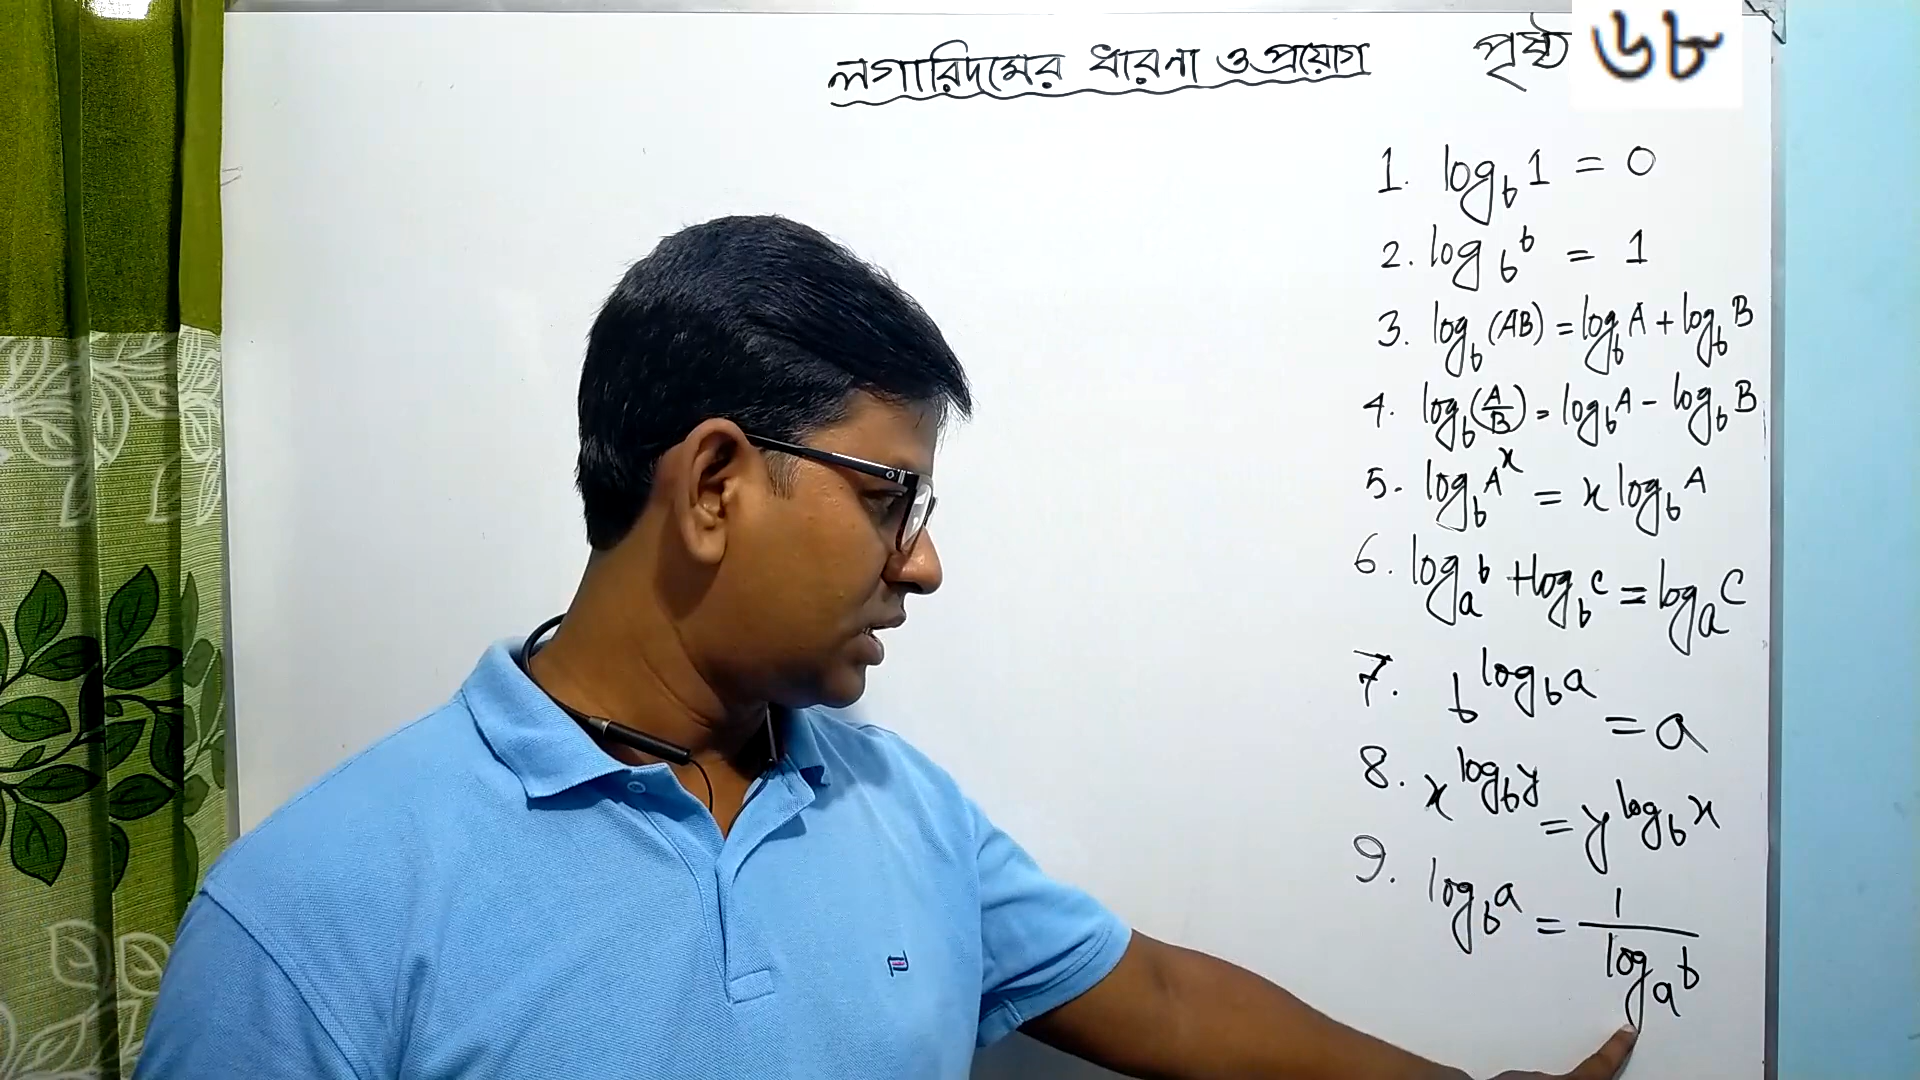 লগারিদমের ধারনা ও প্রয়োগ পৃষ্ঠ ৬৮
1. log_b 1 = 0
2. log_b b = 1
3. log_b (AB) = log_b A + log_b B
4. log_b (A/B) = log_b A - log_b B
5. log_b A^x = x log_b A
6. log_a b + log_b c = log_a c
7. b^(log_b a) = a
8. x^(log_b y) = y^(log_b x)
9. log_b a = 1/(log_a b)